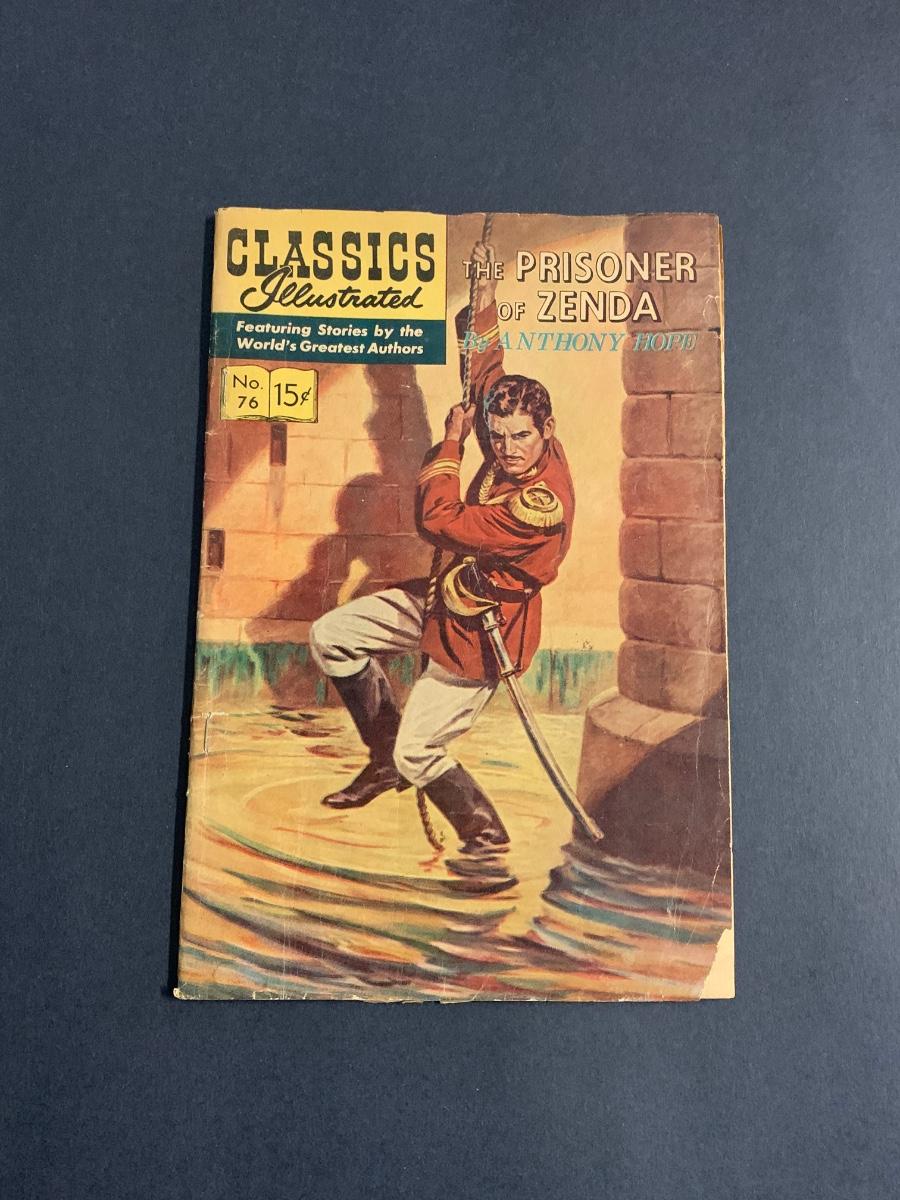 CLASSICS
Illustrated
Featuring Stories by the
World's Greatest Authors
No.
76
15¢
THE PRISONER
OF ZENDA
By ANTHONY HOPE